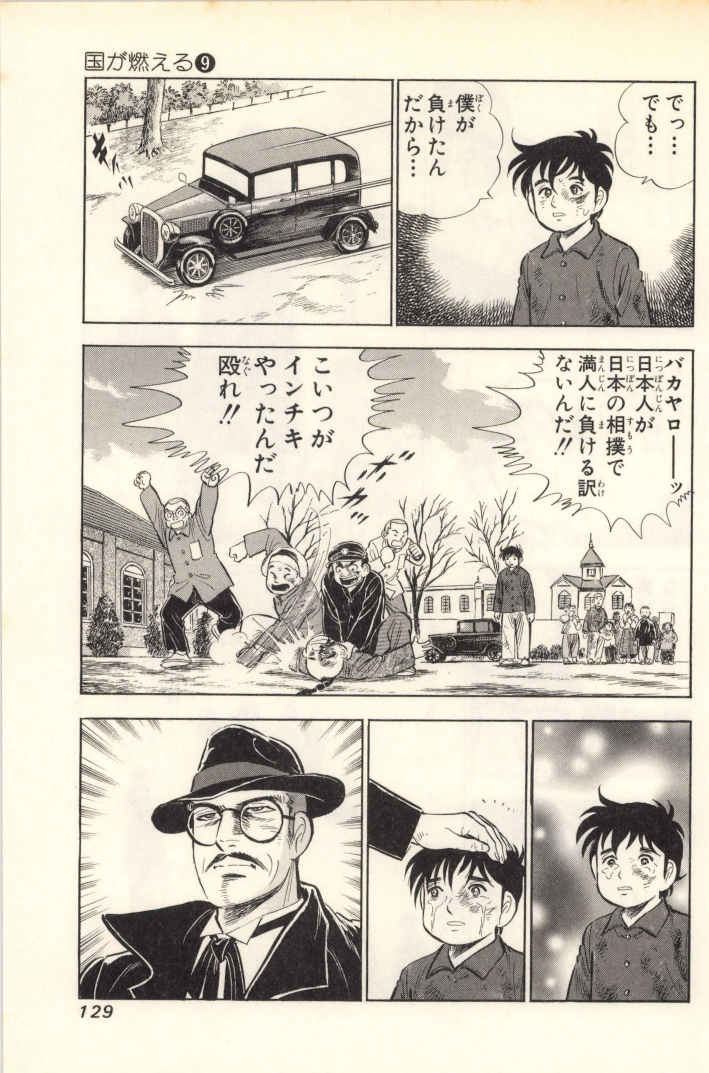 国が燃える❾
でっ…
でも…
僕が
負けたん
だから…
バカヤロ――ッ
日本人が
日本の相撲で
満人に負ける訳
ないんだ!!
こいつが
インチキ
やったんだ
殴れ!!
129